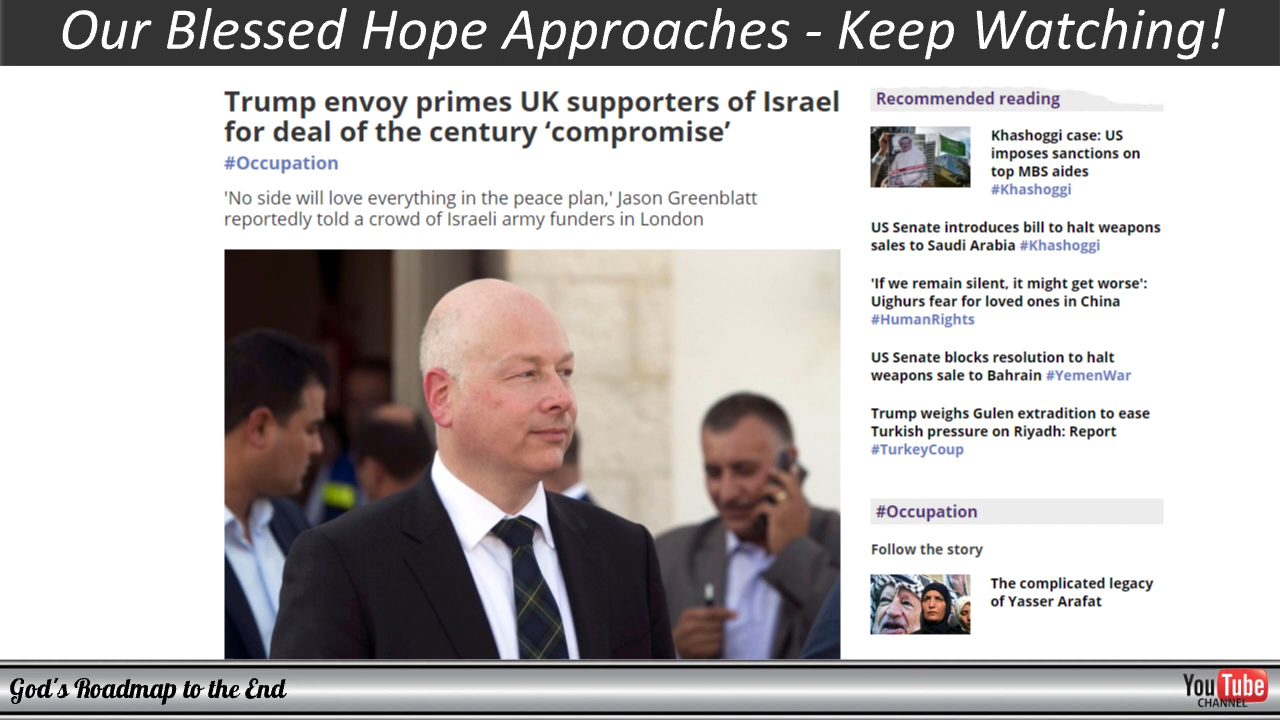 Our Blessed Hope Approaches - Keep Watching!
Trump envoy primes UK supporters of Israel
for deal of the century ‘compromise’
#Occupation
'No side will love everything in the peace plan,' Jason Greenblatt
reportedly told a crowd of Israeli army funders in London
Recommended reading
Khashoggi case: US
imposes sanctions on
top MBS aides
#Khashoggi
US Senate introduces bill to halt weapons
sales to Saudi Arabia #Khashoggi
'If we remain silent, it might get worse':
Uighurs fear for loved ones in China
#HumanRights
US Senate blocks resolution to halt
weapons sale to Bahrain #YemenWar
Trump weighs Gulen extradition to ease
Turkish pressure on Riyadh: Report
#TurkeyCoup
#Occupation
Follow the story
The complicated legacy
of Yasser Arafat
God's Roadmap to the End
YouTube
CHANNEL